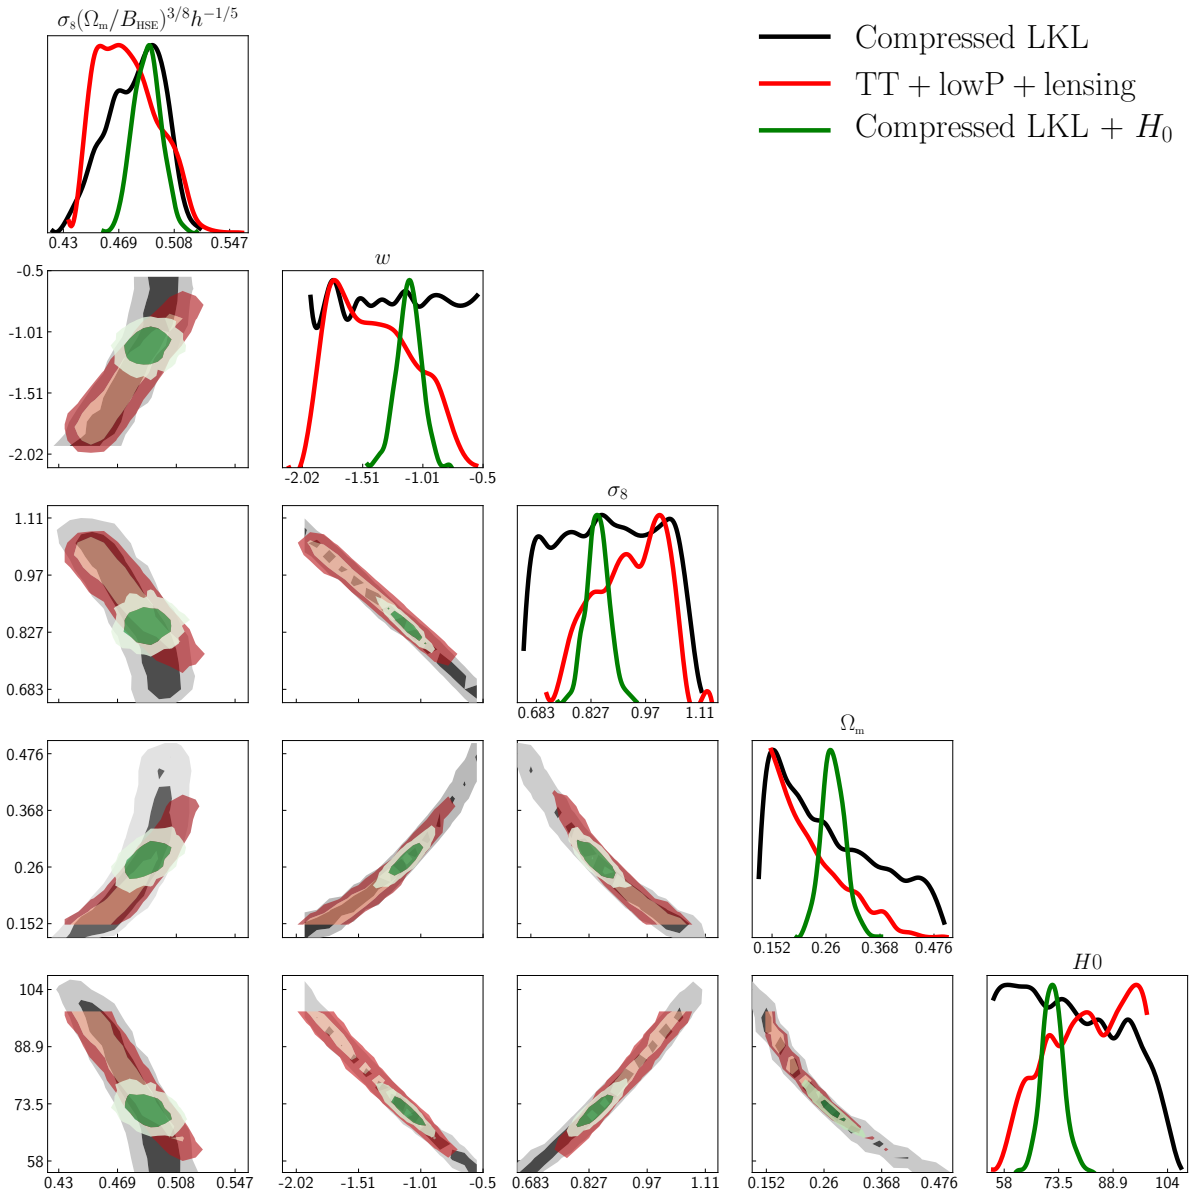 σ₈(Ωₘ/B_HSE)^{3/8}h^{−1/5}
Compressed LKL
TT + lowP + lensing
Compressed LKL + H₀
0.43 0.469 0.508 0.547
w
-0.5
-1.01
-1.51
-2.02
-2.02 -1.51 -1.01 -0.5
σ₈
1.11
0.97
0.827
0.683
0.683 0.827 0.97 1.11
Ωₘ
0.476
0.368
0.26
0.152
0.152 0.26 0.368 0.476
H0
104
88.9
73.5
58
0.43 0.469 0.508 0.547 -2.02 -1.51 -1.01 -0.5 0.683 0.827 0.97 1.11 0.152 0.26 0.368 0.476 58 73.5 88.9 104